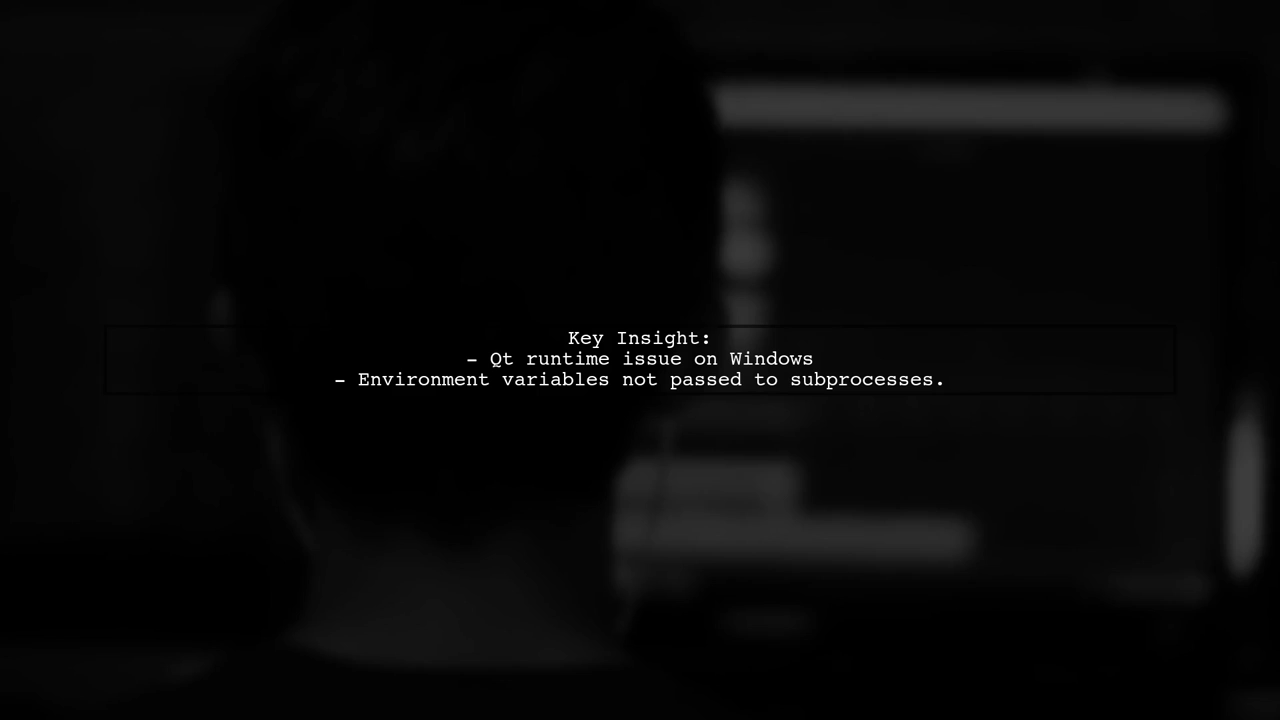 Key Insight:
– Qt runtime issue on Windows
– Environment variables not passed to subprocesses.